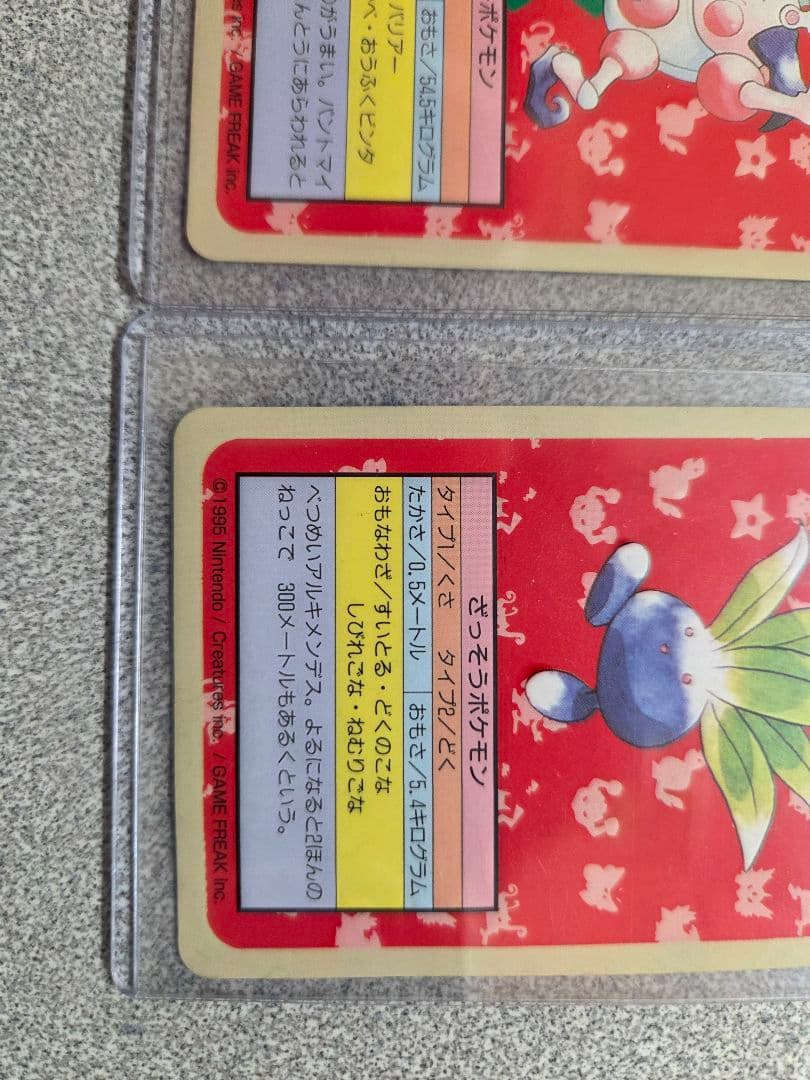 ポケモン
おもさ/54.5キログラム
バリアー
べ・おうふくビンタ
がうまい。パントマイ
んとうにあらわれると
inc. / GAME FREAK inc.
ざっそうポケモン
タイプ1/くさ タイプ2/どく
たかさ/0.5メートル おもさ/5.4キログラム
おもなわざ/すいとる・どくのこな
しびれごな・ねむりごな
べつめいアルキメンデス。よるになると2ほんの
ねっこで 300メートルもあるくという。
© 1995 Nintendo / Creatures inc. / GAME FREAK inc.